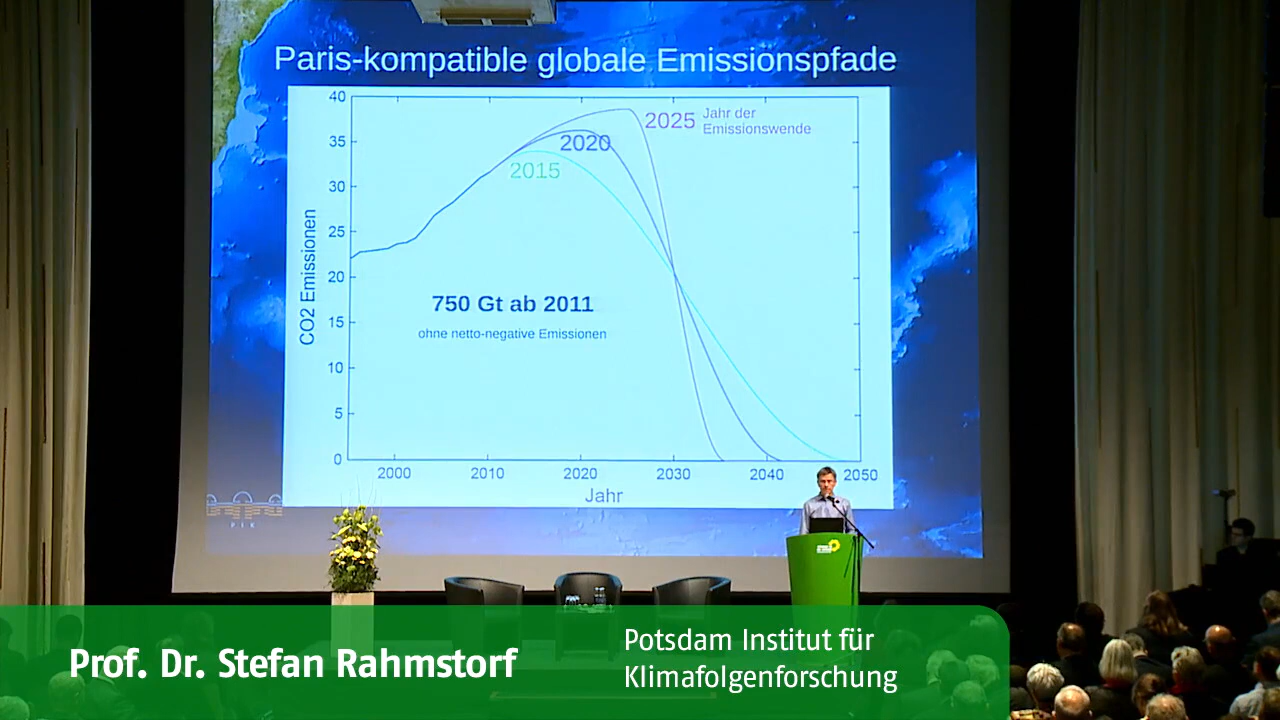 Paris-kompatible globale Emissionspfade
40
35
30
25
20
15
10
5
0
CO2 Emissionen
2025
Jahr der
Emissionswende
2020
2015
750 Gt ab 2011
ohne netto-negative Emissionen
2000
2010
2020
2030
2040
2050
Jahr
PIK
Prof. Dr. Stefan Rahmstorf
Potsdam Institut für
Klimafolgenforschung